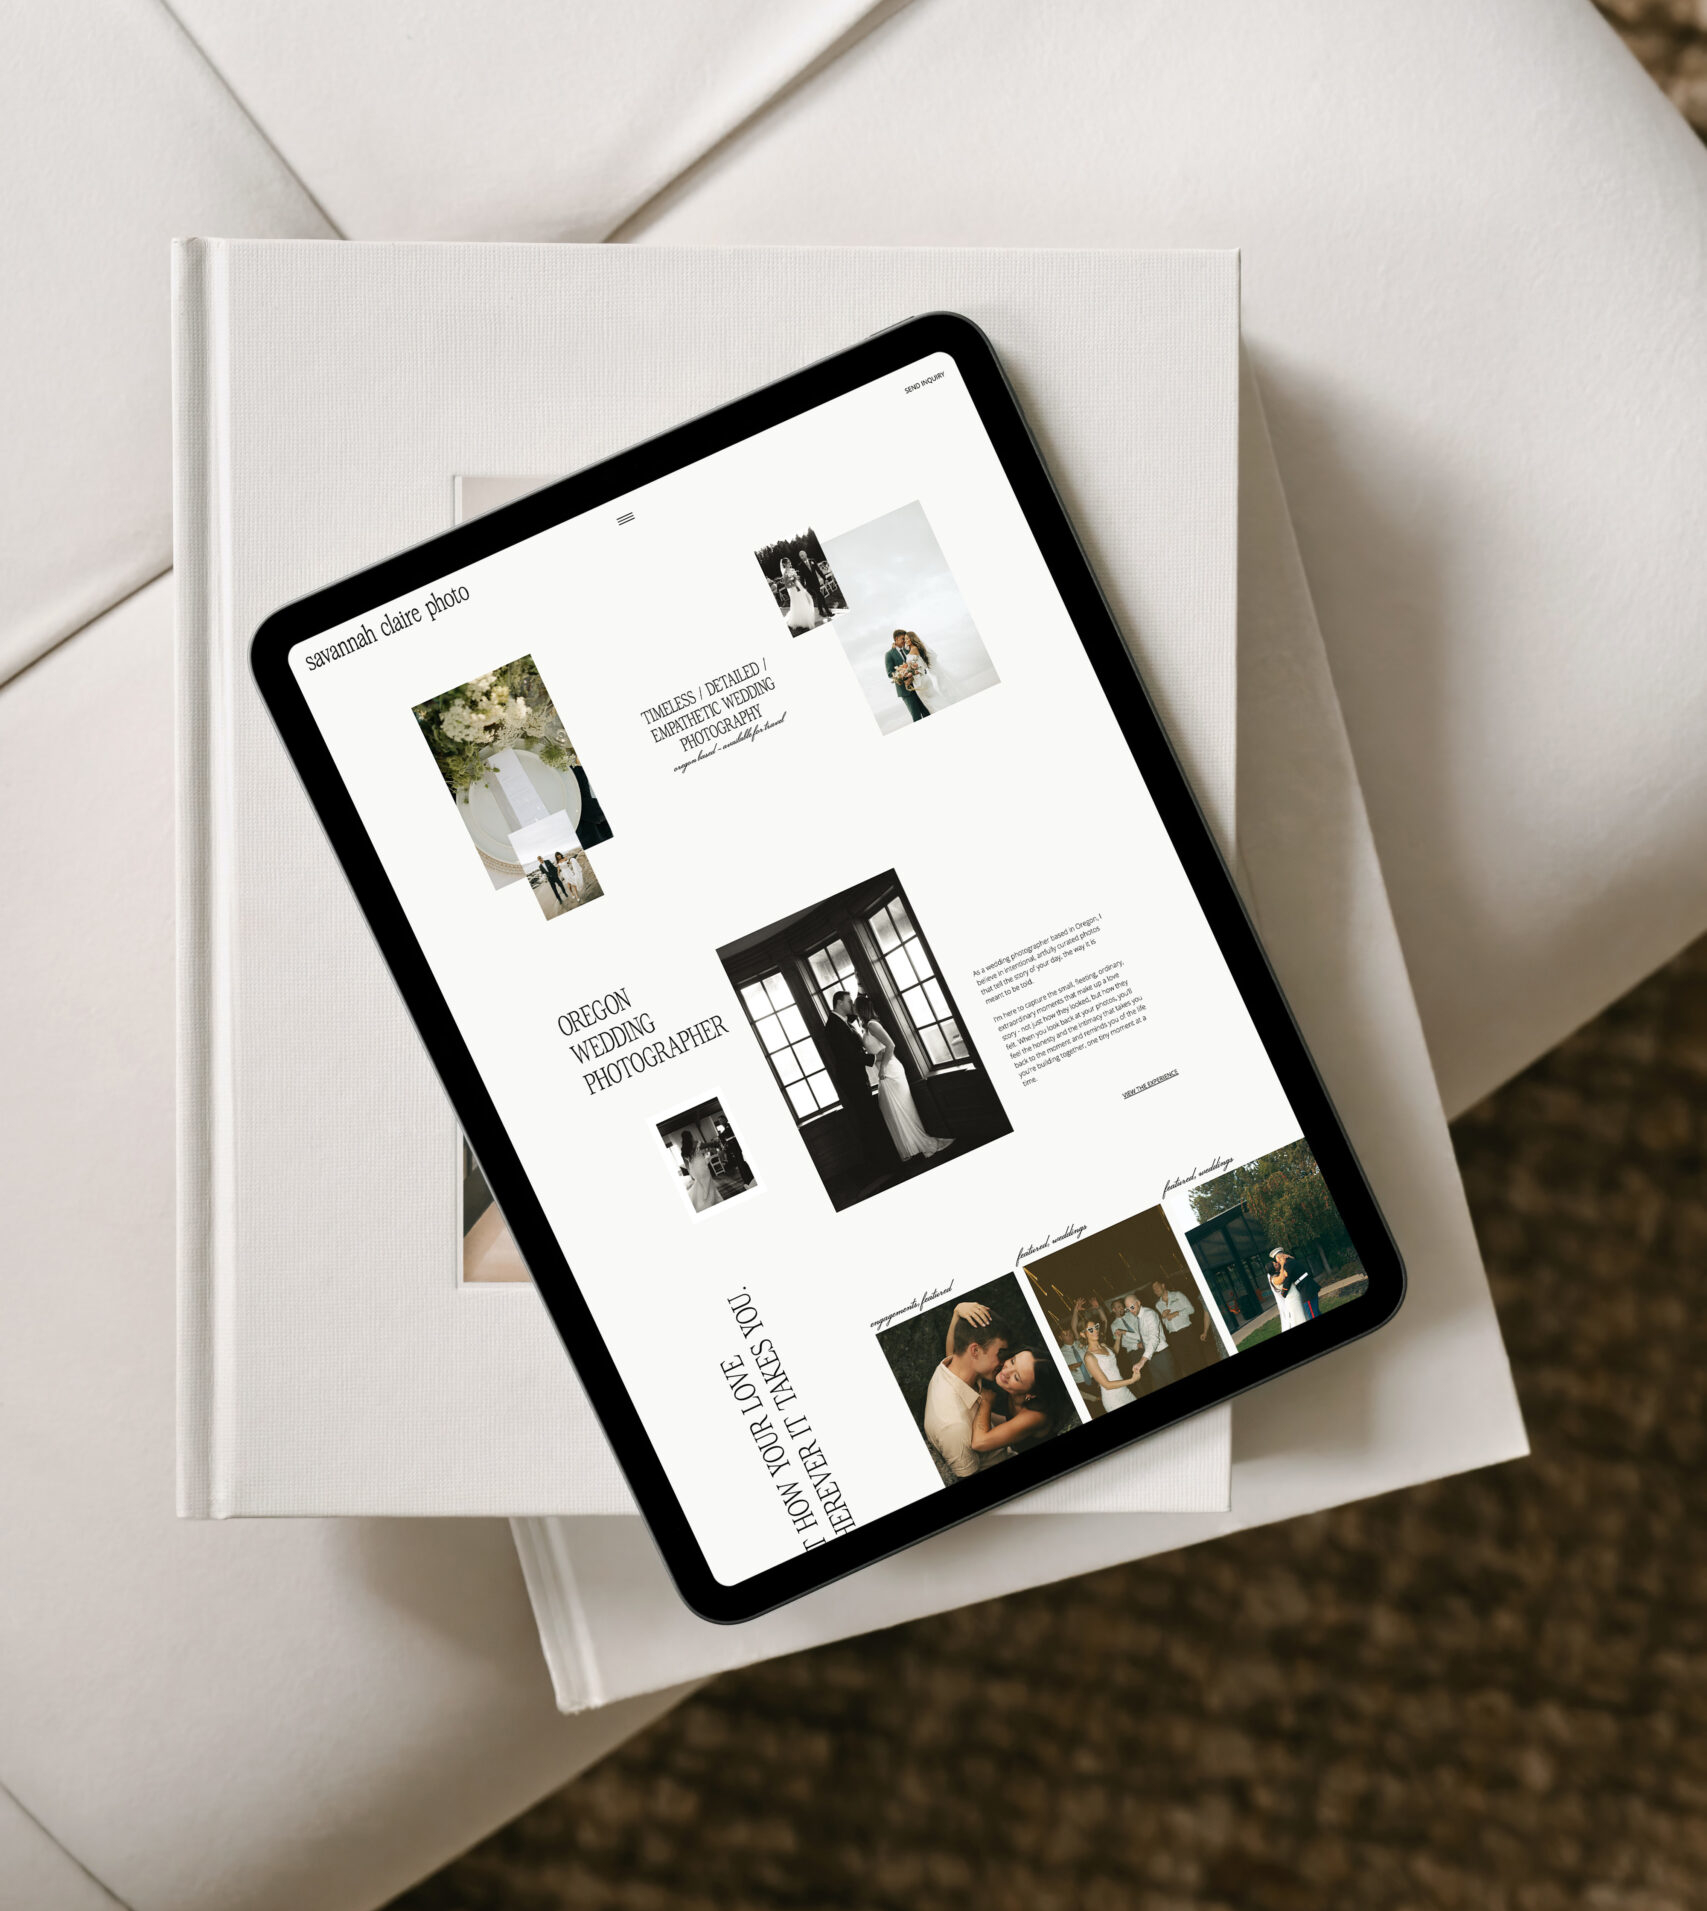 SEND INQUIRY
savannah claire photo
TIMELESS / DETAILED /
EMPATHETIC WEDDING
PHOTOGRAPHY
oregon based - available for travel
OREGON
WEDDING
PHOTOGRAPHER
As a wedding photographer based in Oregon, I
believe in intentional, artfully curated photos
that tell the story of your day, the way it is
meant to be told.
I'm here to capture the small, fleeting, ordinary,
extraordinary moments that make up a love
story - not just how they looked, but how they
felt. When you look back at your photos, you'll
feel the honesty and the intimacy that takes you
back to the moment and reminds you of the life
you're building together, one tiny moment at a
time.
VIEW THE EXPERIENCE
engagements, featured
featured, weddings
featured, weddings
HOW YOUR LOVE
HEREVER IT TAKES YOU.